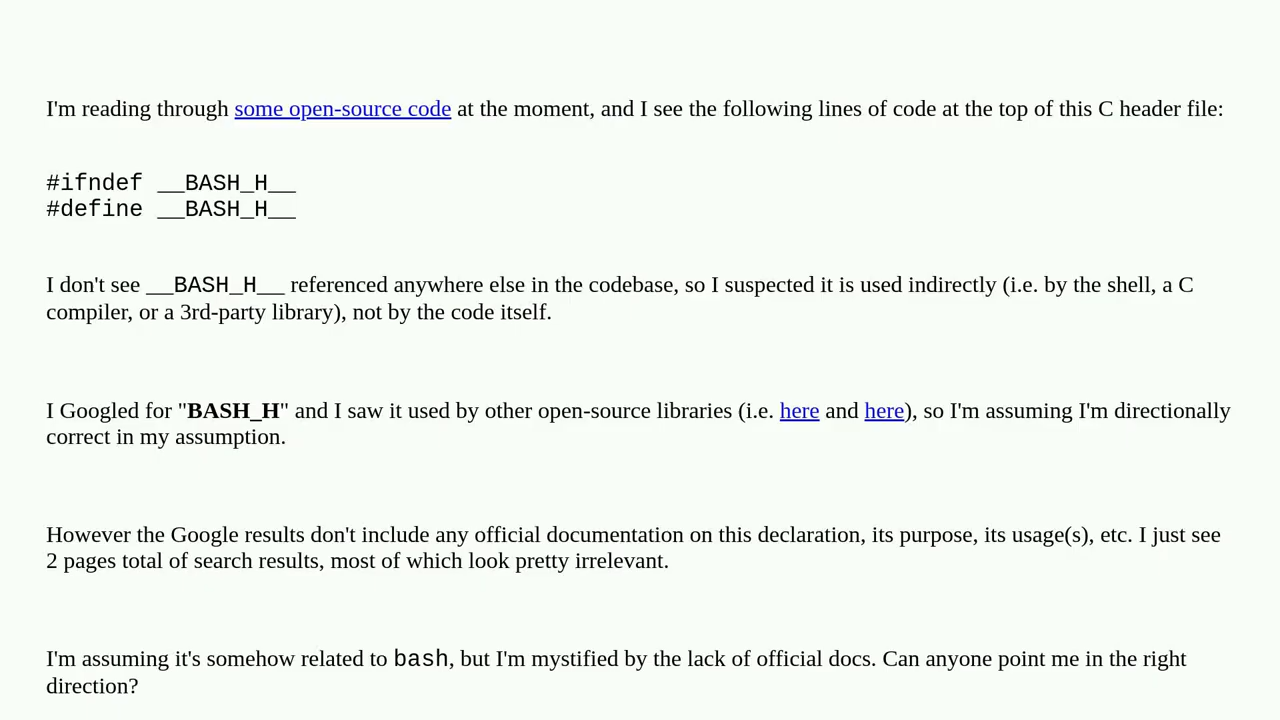 I'm reading through some open-source code at the moment, and I see the following lines of code at the top of this C header file:
#ifndef __BASH_H__
#define __BASH_H__
I don't see __BASH_H__ referenced anywhere else in the codebase, so I suspected it is used indirectly (i.e. by the shell, a C
compiler, or a 3rd-party library), not by the code itself.
I Googled for "BASH_H" and I saw it used by other open-source libraries (i.e. here and here), so I'm assuming I'm directionally
correct in my assumption.
However the Google results don't include any official documentation on this declaration, its purpose, its usage(s), etc. I just see
2 pages total of search results, most of which look pretty irrelevant.
I'm assuming it's somehow related to bash, but I'm mystified by the lack of official docs. Can anyone point me in the right
direction?